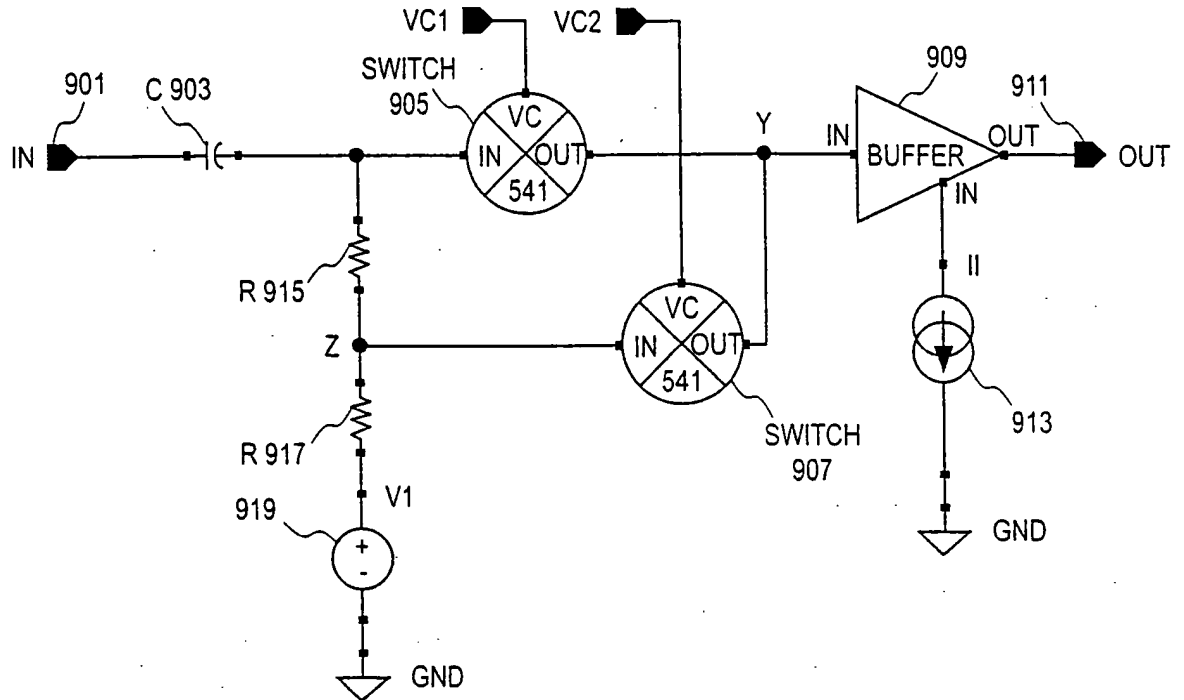 VC1
VC2
901
C 903
SWITCH
905
909
911
IN
VC
IN
OUT
541
Y
IN
BUFFER
OUT
IN
OUT
R 915
II
Z
VC
IN
OUT
541
913
R 917
SWITCH
907
V1
919
+
-
GND
GND